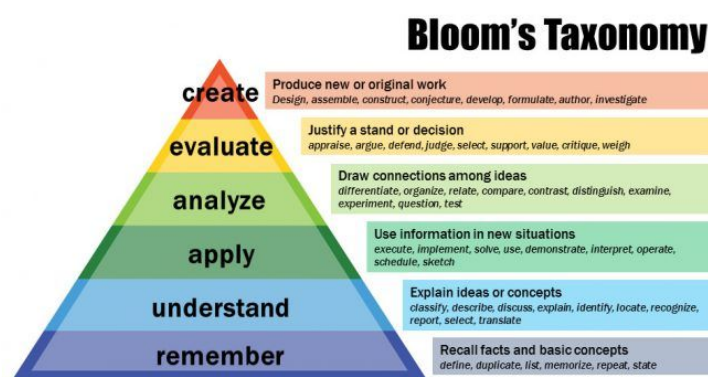 Bloom's Taxonomy
create
Produce new or original work
Design, assemble, construct, conjecture, develop, formulate, author, investigate
evaluate
Justify a stand or decision
appraise, argue, defend, judge, select, support, value, critique, weigh
analyze
Draw connections among ideas
differentiate, organize, relate, compare, contrast, distinguish, examine,
experiment, question, test
apply
Use information in new situations
execute, implement, solve, use, demonstrate, interpret, operate,
schedule, sketch
understand
Explain ideas or concepts
classify, describe, discuss, explain, identify, locate, recognize,
report, select, translate
remember
Recall facts and basic concepts
define, duplicate, list, memorize, repeat, state